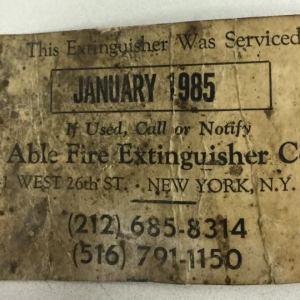 This Extinguisher Was Serviced
JANUARY 1985
If Used, Call or Notify
Able Fire Extinguisher C
WEST 26th ST. · NEW YORK, N.Y.
(212) 685-8314
(516) 791-1150